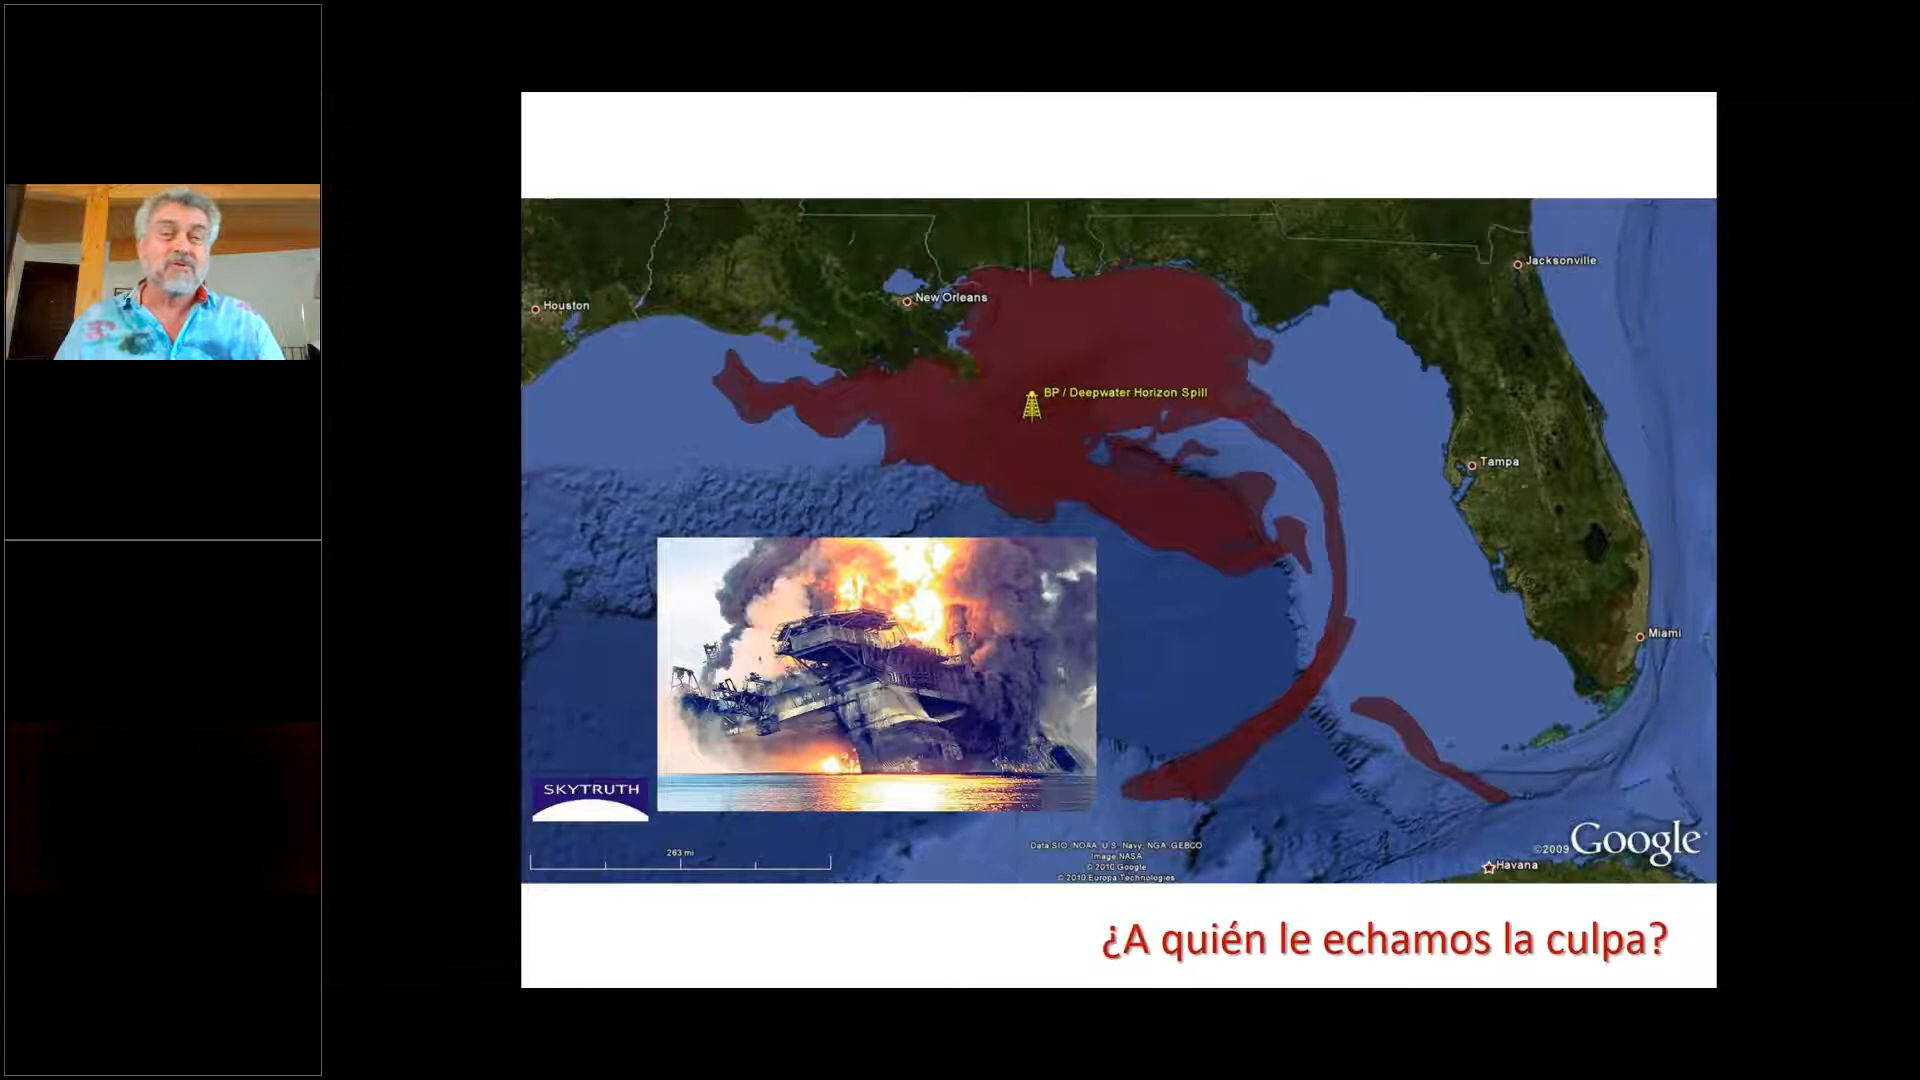 Jacksonville
New Orleans
Houston
BP / Deepwater Horizon Spill
Tampa
Miami
SKYTRUTH
263 mi
Data SIO, NOAA, U.S. Navy, NGA, GEBCO
Image NASA
© 2010 Google
© 2010 Europa Technologies
©2009 Google
Havana
¿A quién le echamos la culpa?